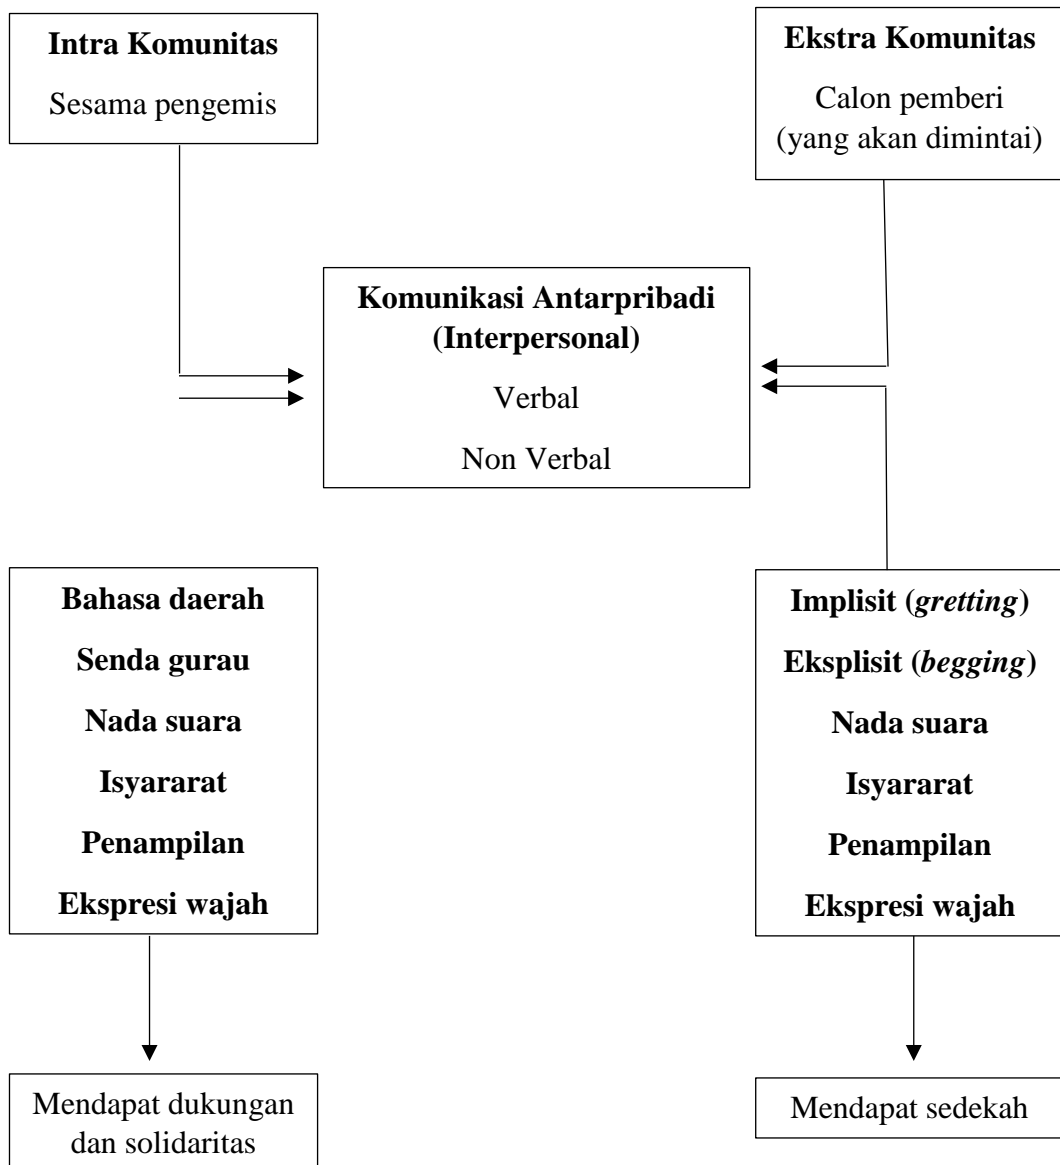 Intra Komunitas
Sesama pengemis
Ekstra Komunitas
Calon pemberi
(yang akan dimintai)
Komunikasi Antarpribadi
(Interpersonal)
Verbal
Non Verbal
Bahasa daerah
Senda gurau
Nada suara
Isyararat
Penampilan
Ekspresi wajah
Implisit (gretting)
Eksplisit (begging)
Nada suara
Isyararat
Penampilan
Ekspresi wajah
Mendapat dukungan
dan solidaritas
Mendapat sedekah